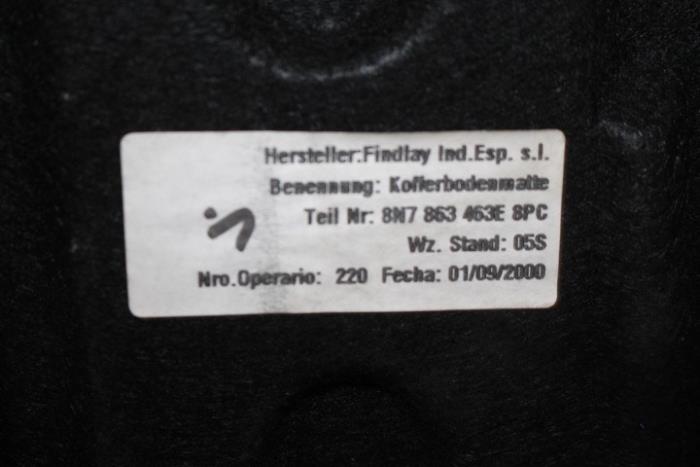 Hersteller:Findlay Ind.Esp. s.l.
Benennung: Kofferbodenmatte
Teil Nr: 8N7 863 463E 8PC
Wz. Stand: 05S
Nro.Operario: 220 Fecha: 01/09/2000